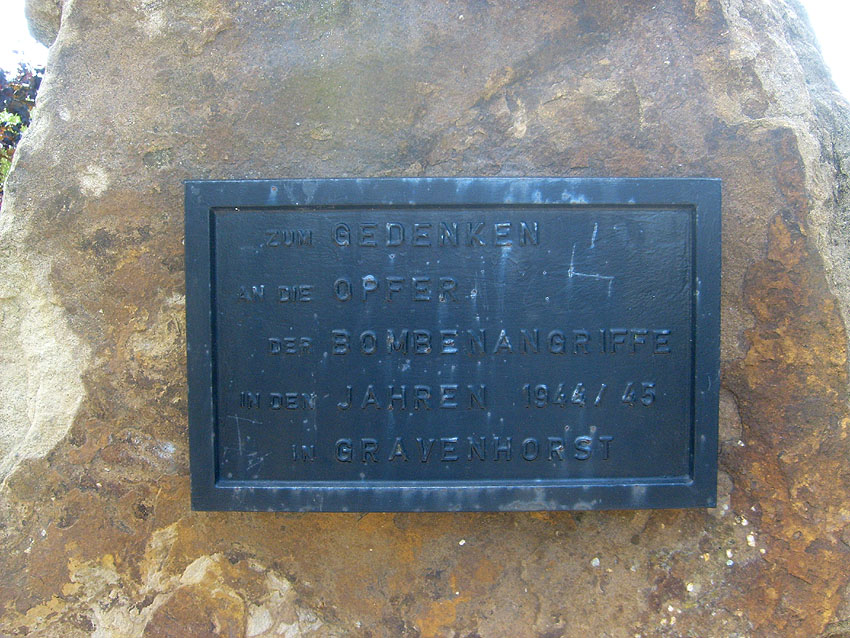 ZUM GEDENKEN
AN DIE OPFER
DER BOMBENANGRIFFE
IN DEN JAHREN 1944/45
IN GRAVENHORST